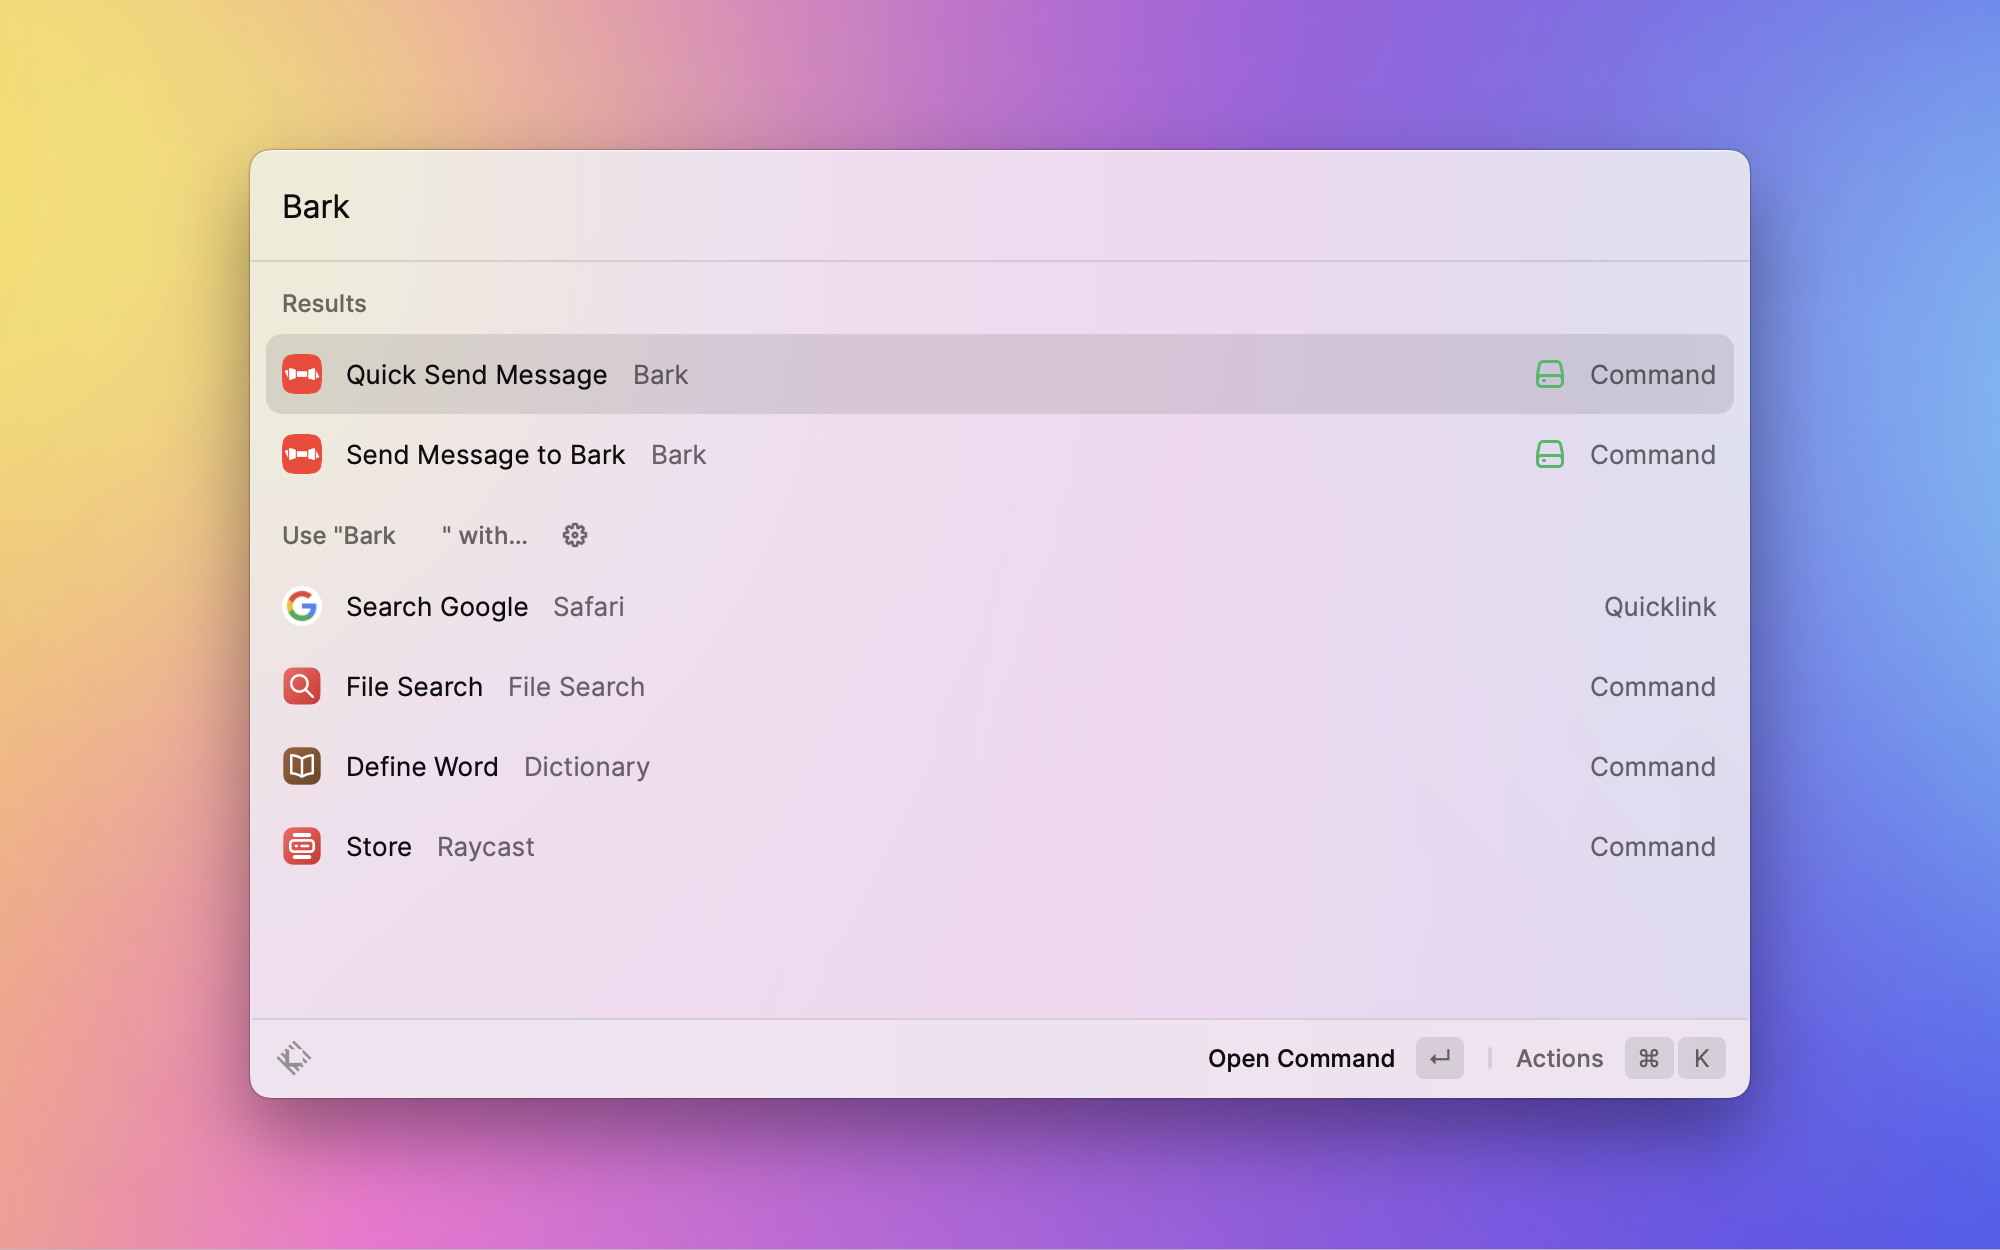 Bark
Results
Quick Send Message Bark Command
Send Message to Bark Bark Command
Use "Bark " with...
Search Google Safari Quicklink
File Search File Search Command
Define Word Dictionary Command
Store Raycast Command
Open Command ↵ | Actions ⌘ K